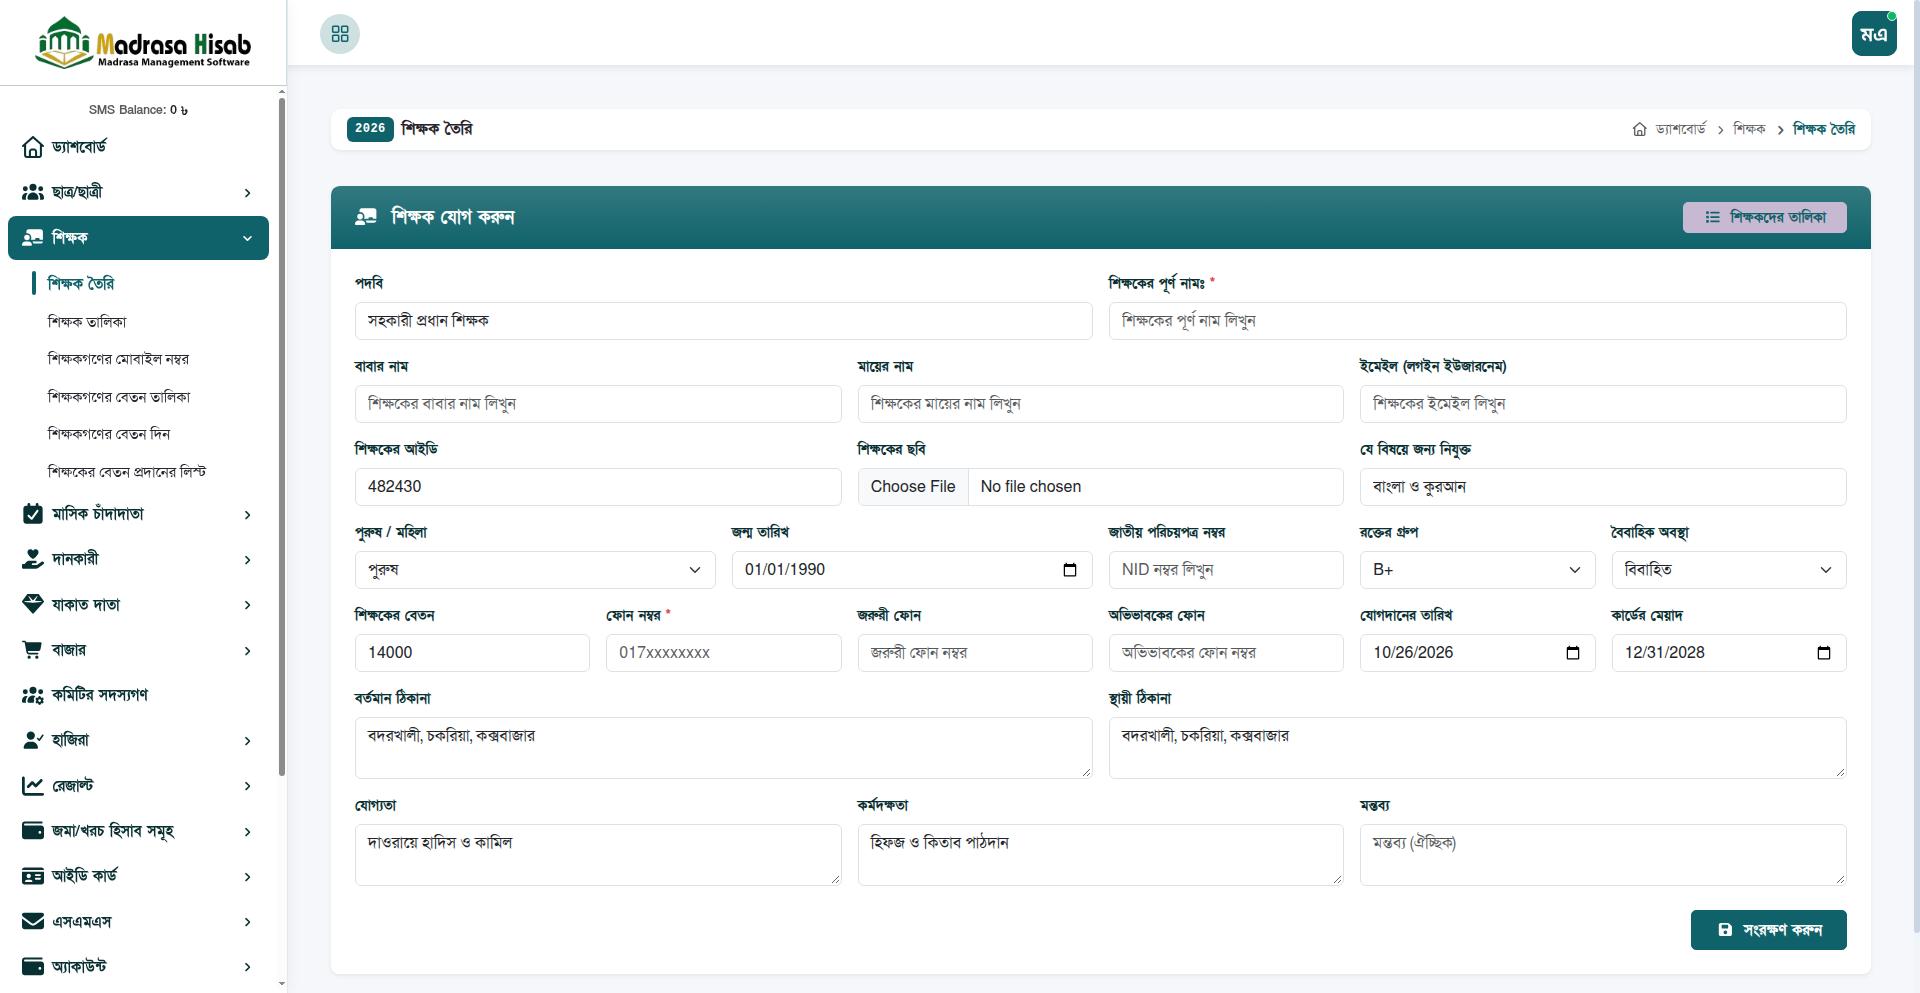 Madrasa Hisab
Madrasa Management Software
SMS Balance: 0 ৳
ড্যাশবোর্ড
ছাত্র/ছাত্রী
শিক্ষক
শিক্ষক তৈরি
শিক্ষক তালিকা
শিক্ষকগণের মোবাইল নম্বর
শিক্ষকগণের বেতন তালিকা
শিক্ষকগণের বেতন দিন
শিক্ষকের বেতন প্রদানের লিস্ট
মাসিক চাঁদাদাতা
দানকারী
যাকাত দাতা
বাজার
কমিটির সদস্যগণ
হাজিরা
রেজাল্ট
জমা/খরচ হিসাব সমূহ
আইডি কার্ড
এসএমএস
অ্যাকাউন্ট
মএ
2026 শিক্ষক তৈরি
ড্যাশবোর্ড শিক্ষক শিক্ষক তৈরি
শিক্ষক যোগ করুন
শিক্ষকদের তালিকা
পদবি শিক্ষকের পূর্ণ নামঃ *
সহকারী প্রধান শিক্ষক শিক্ষকের পূর্ণ নাম লিখুন
বাবার নাম মায়ের নাম ইমেইল (লগইন ইউজারনেম)
শিক্ষকের বাবার নাম লিখুন শিক্ষকের মায়ের নাম লিখুন শিক্ষকের ইমেইল লিখুন
শিক্ষকের আইডি শিক্ষকের ছবি যে বিষয়ে জন্য নিযুক্ত
482430 Choose File No file chosen বাংলা ও কুরআন
পুরুষ / মহিলা জন্ম তারিখ জাতীয় পরিচয়পত্র নম্বর রক্তের গ্রুপ বৈবাহিক অবস্থা
পুরুষ 01/01/1990 NID নম্বর লিখুন B+ বিবাহিত
শিক্ষকের বেতন ফোন নম্বর * জরুরী ফোন অভিভাবকের ফোন যোগদানের তারিখ কার্ডের মেয়াদ
14000 017xxxxxxxx জরুরী ফোন নম্বর অভিভাবকের ফোন নম্বর 10/26/2026 12/31/2028
বর্তমান ঠিকানা স্থায়ী ঠিকানা
বদরখালী, চকরিয়া, কক্সবাজার বদরখালী, চকরিয়া, কক্সবাজার
যোগ্যতা কর্মদক্ষতা মন্তব্য
দাওরায়ে হাদিস ও কামিল হিফজ ও কিতাব পাঠদান মন্তব্য (ঐচ্ছিক)
সংরক্ষণ করুন